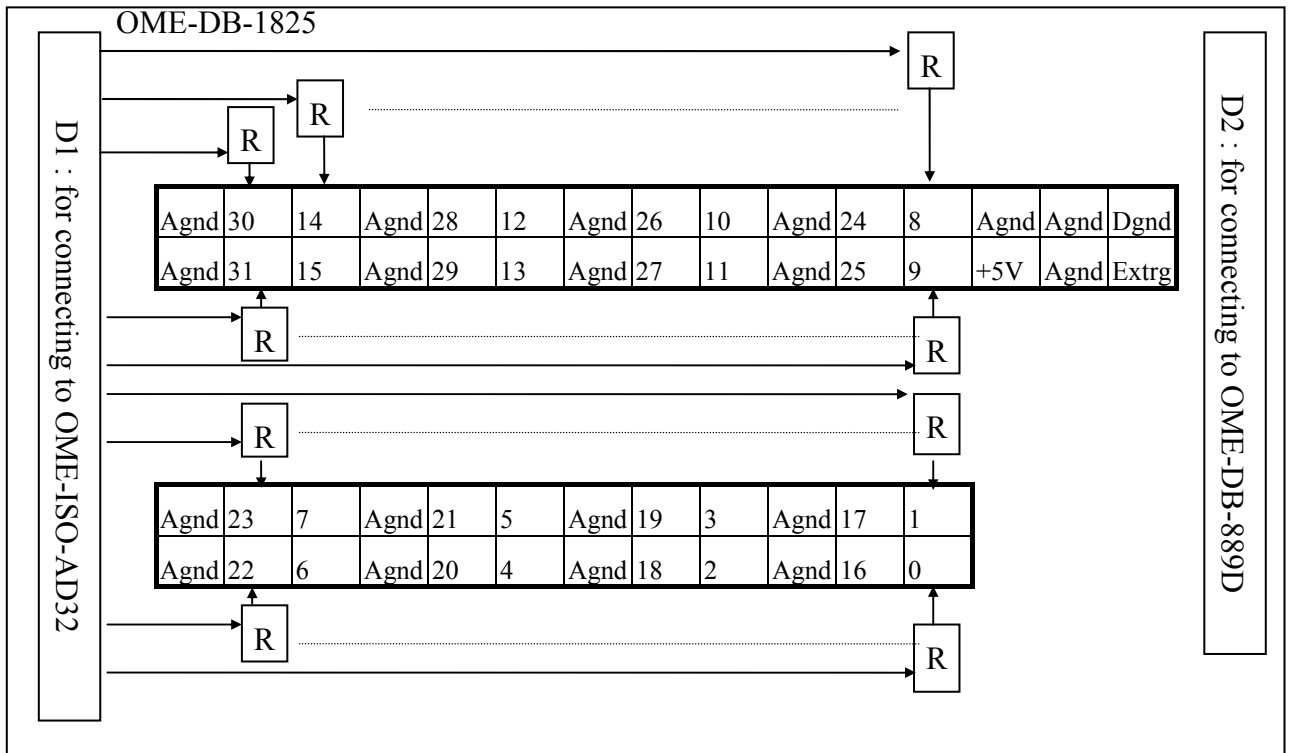 OME-DB-1825
D1 : for connecting to OME-ISO-AD32
D2 : for connecting to OME-DB-889D
R
R
R
Agnd 30 14 Agnd 28 12 Agnd 26 10 Agnd 24 8 Agnd Agnd Dgnd
Agnd 31 15 Agnd 29 13 Agnd 27 11 Agnd 25 9 +5V Agnd Extrg
R
R
R
R
Agnd 23 7 Agnd 21 5 Agnd 19 3 Agnd 17 1
Agnd 22 6 Agnd 20 4 Agnd 18 2 Agnd 16 0
R
R